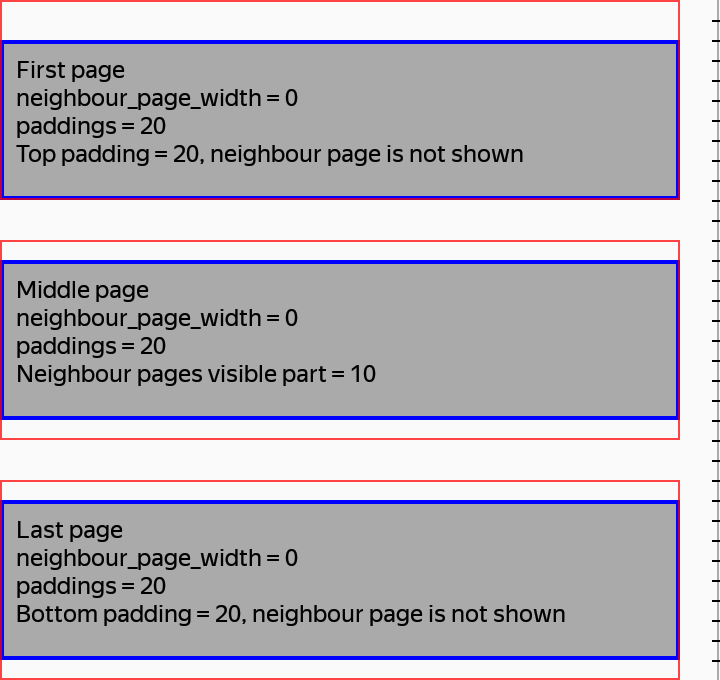 First page
neighbour_page_width = 0
paddings = 20
Top padding = 20, neighbour page is not shown
Middle page
neighbour_page_width = 0
paddings = 20
Neighbour pages visible part = 10
Last page
neighbour_page_width = 0
paddings = 20
Bottom padding = 20, neighbour page is not shown